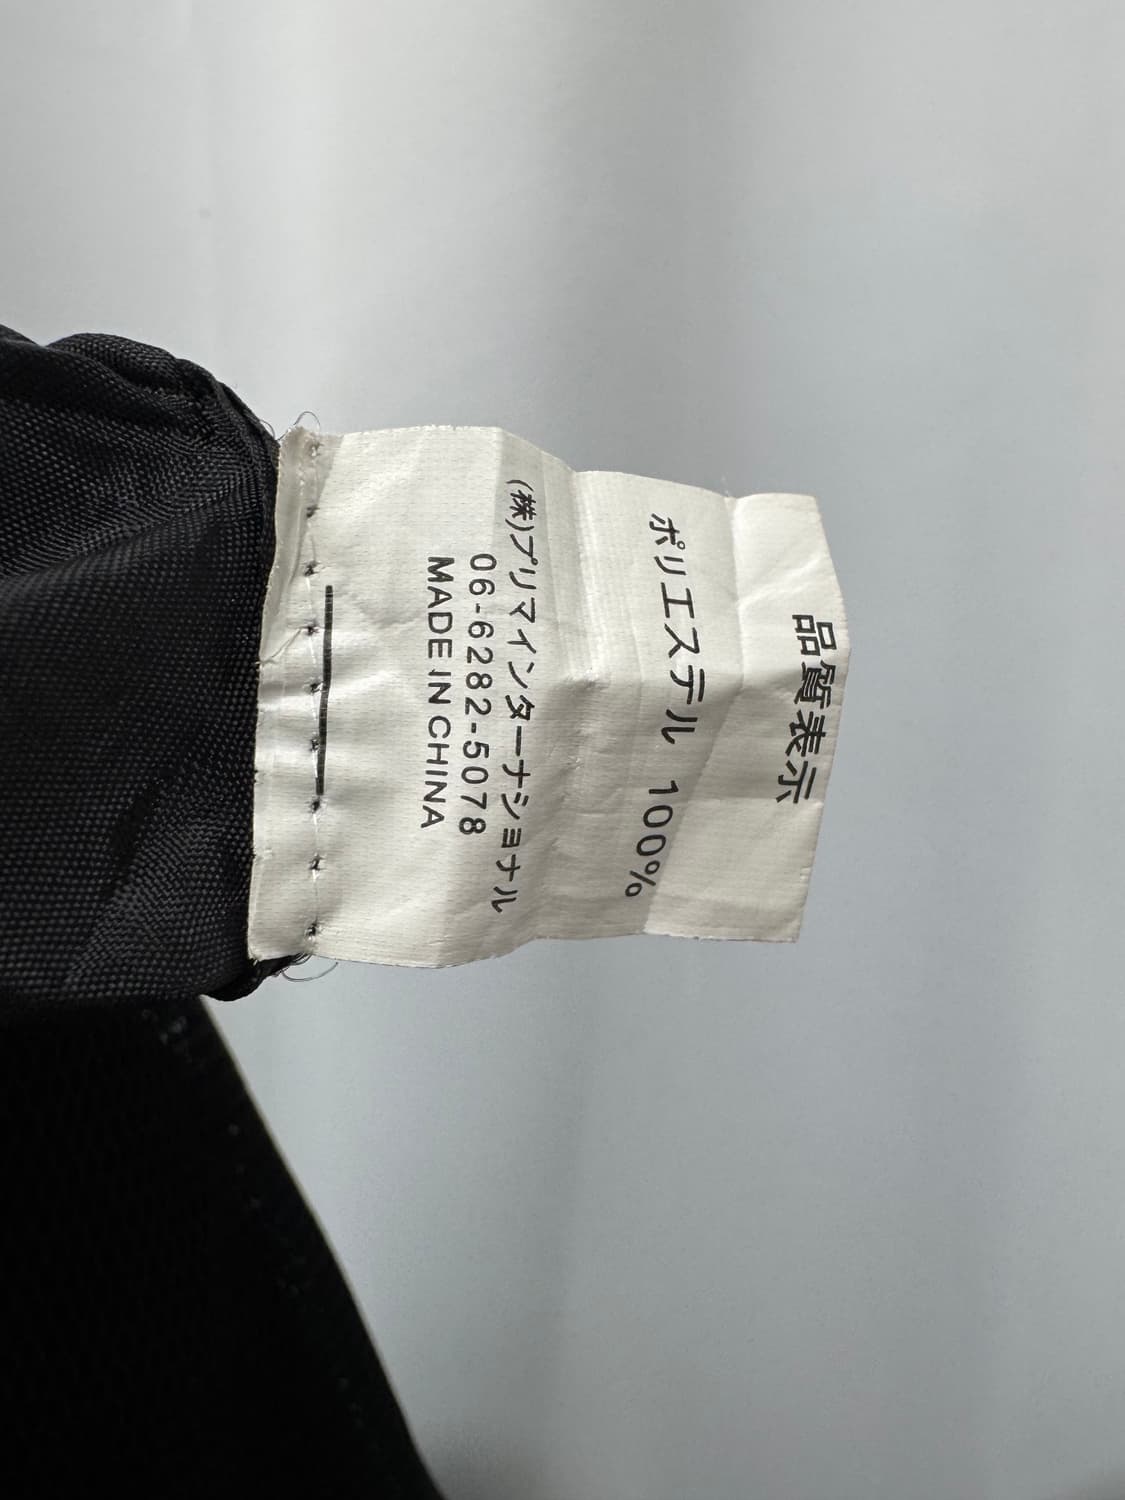 品質表示
ポリエステル 100%
(株)プリマインターナショナル
06-6282-5078
MADE IN CHINA